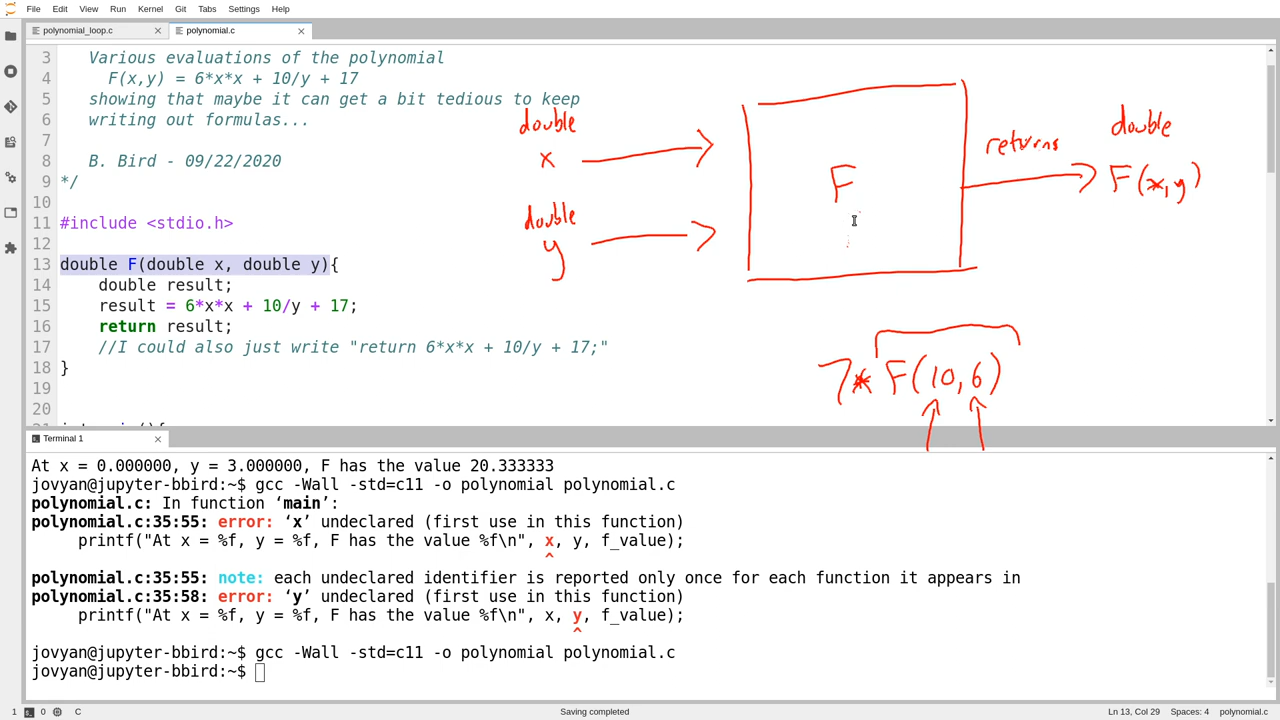 File Edit View Run Kernel Git Tabs Settings Help
polynomial_loop.c × polynomial.c ×
3 Various evaluations of the polynomial
4 F(x,y) = 6*x*x + 10/y + 17
5 showing that maybe it can get a bit tedious to keep
6 writing out formulas...
7
8 B. Bird - 09/22/2020
9 */
10
11 #include <stdio.h>
12
13 double F(double x, double y){
14 double result;
15 result = 6*x*x + 10/y + 17;
16 return result;
17 //I could also just write "return 6*x*x + 10/y + 17;"
18 }
19
20
double
x
double
y
F
returns
double
F(x,y)
7* F(10,6)
Terminal 1 ×
At x = 0.000000, y = 3.000000, F has the value 20.333333
jovyan@jupyter-bbird:~$ gcc -Wall -std=c11 -o polynomial polynomial.c
polynomial.c: In function ‘main’:
polynomial.c:35:55: error: ‘x’ undeclared (first use in this function)
printf("At x = %f, y = %f, F has the value %f\n", x, y, f_value);
^
polynomial.c:35:55: note: each undeclared identifier is reported only once for each function it appears in
polynomial.c:35:58: error: ‘y’ undeclared (first use in this function)
printf("At x = %f, y = %f, F has the value %f\n", x, y, f_value);
^
jovyan@jupyter-bbird:~$ gcc -Wall -std=c11 -o polynomial polynomial.c
jovyan@jupyter-bbird:~$
1 0 C Saving completed Ln 13, Col 29 Spaces: 4 polynomial.c